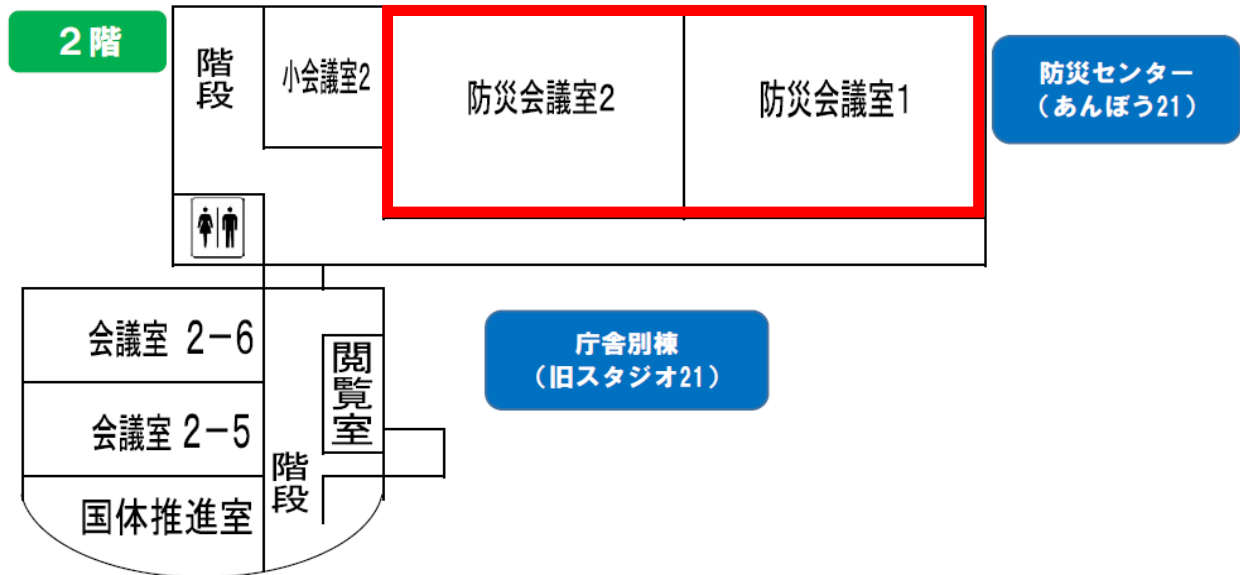 2階
階段
小会議室2
防災会議室2
防災会議室1
防災センター
(あんぼう21)
庁舎別棟
(旧スタジオ21)
会議室 2-6
会議室 2-5
国体推進室
階段
閲覧室